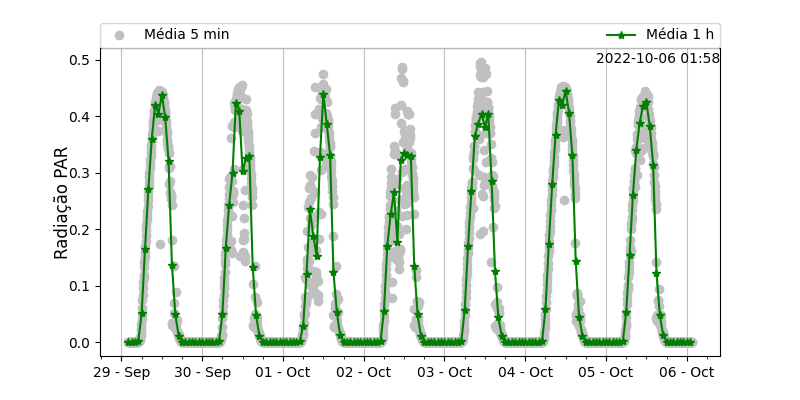 Média 5 min
Média 1 h
2022-10-06 01:58
Radiação PAR
0.5
0.4
0.3
0.2
0.1
0.0
29 - Sep
30 - Sep
01 - Oct
02 - Oct
03 - Oct
04 - Oct
05 - Oct
06 - Oct